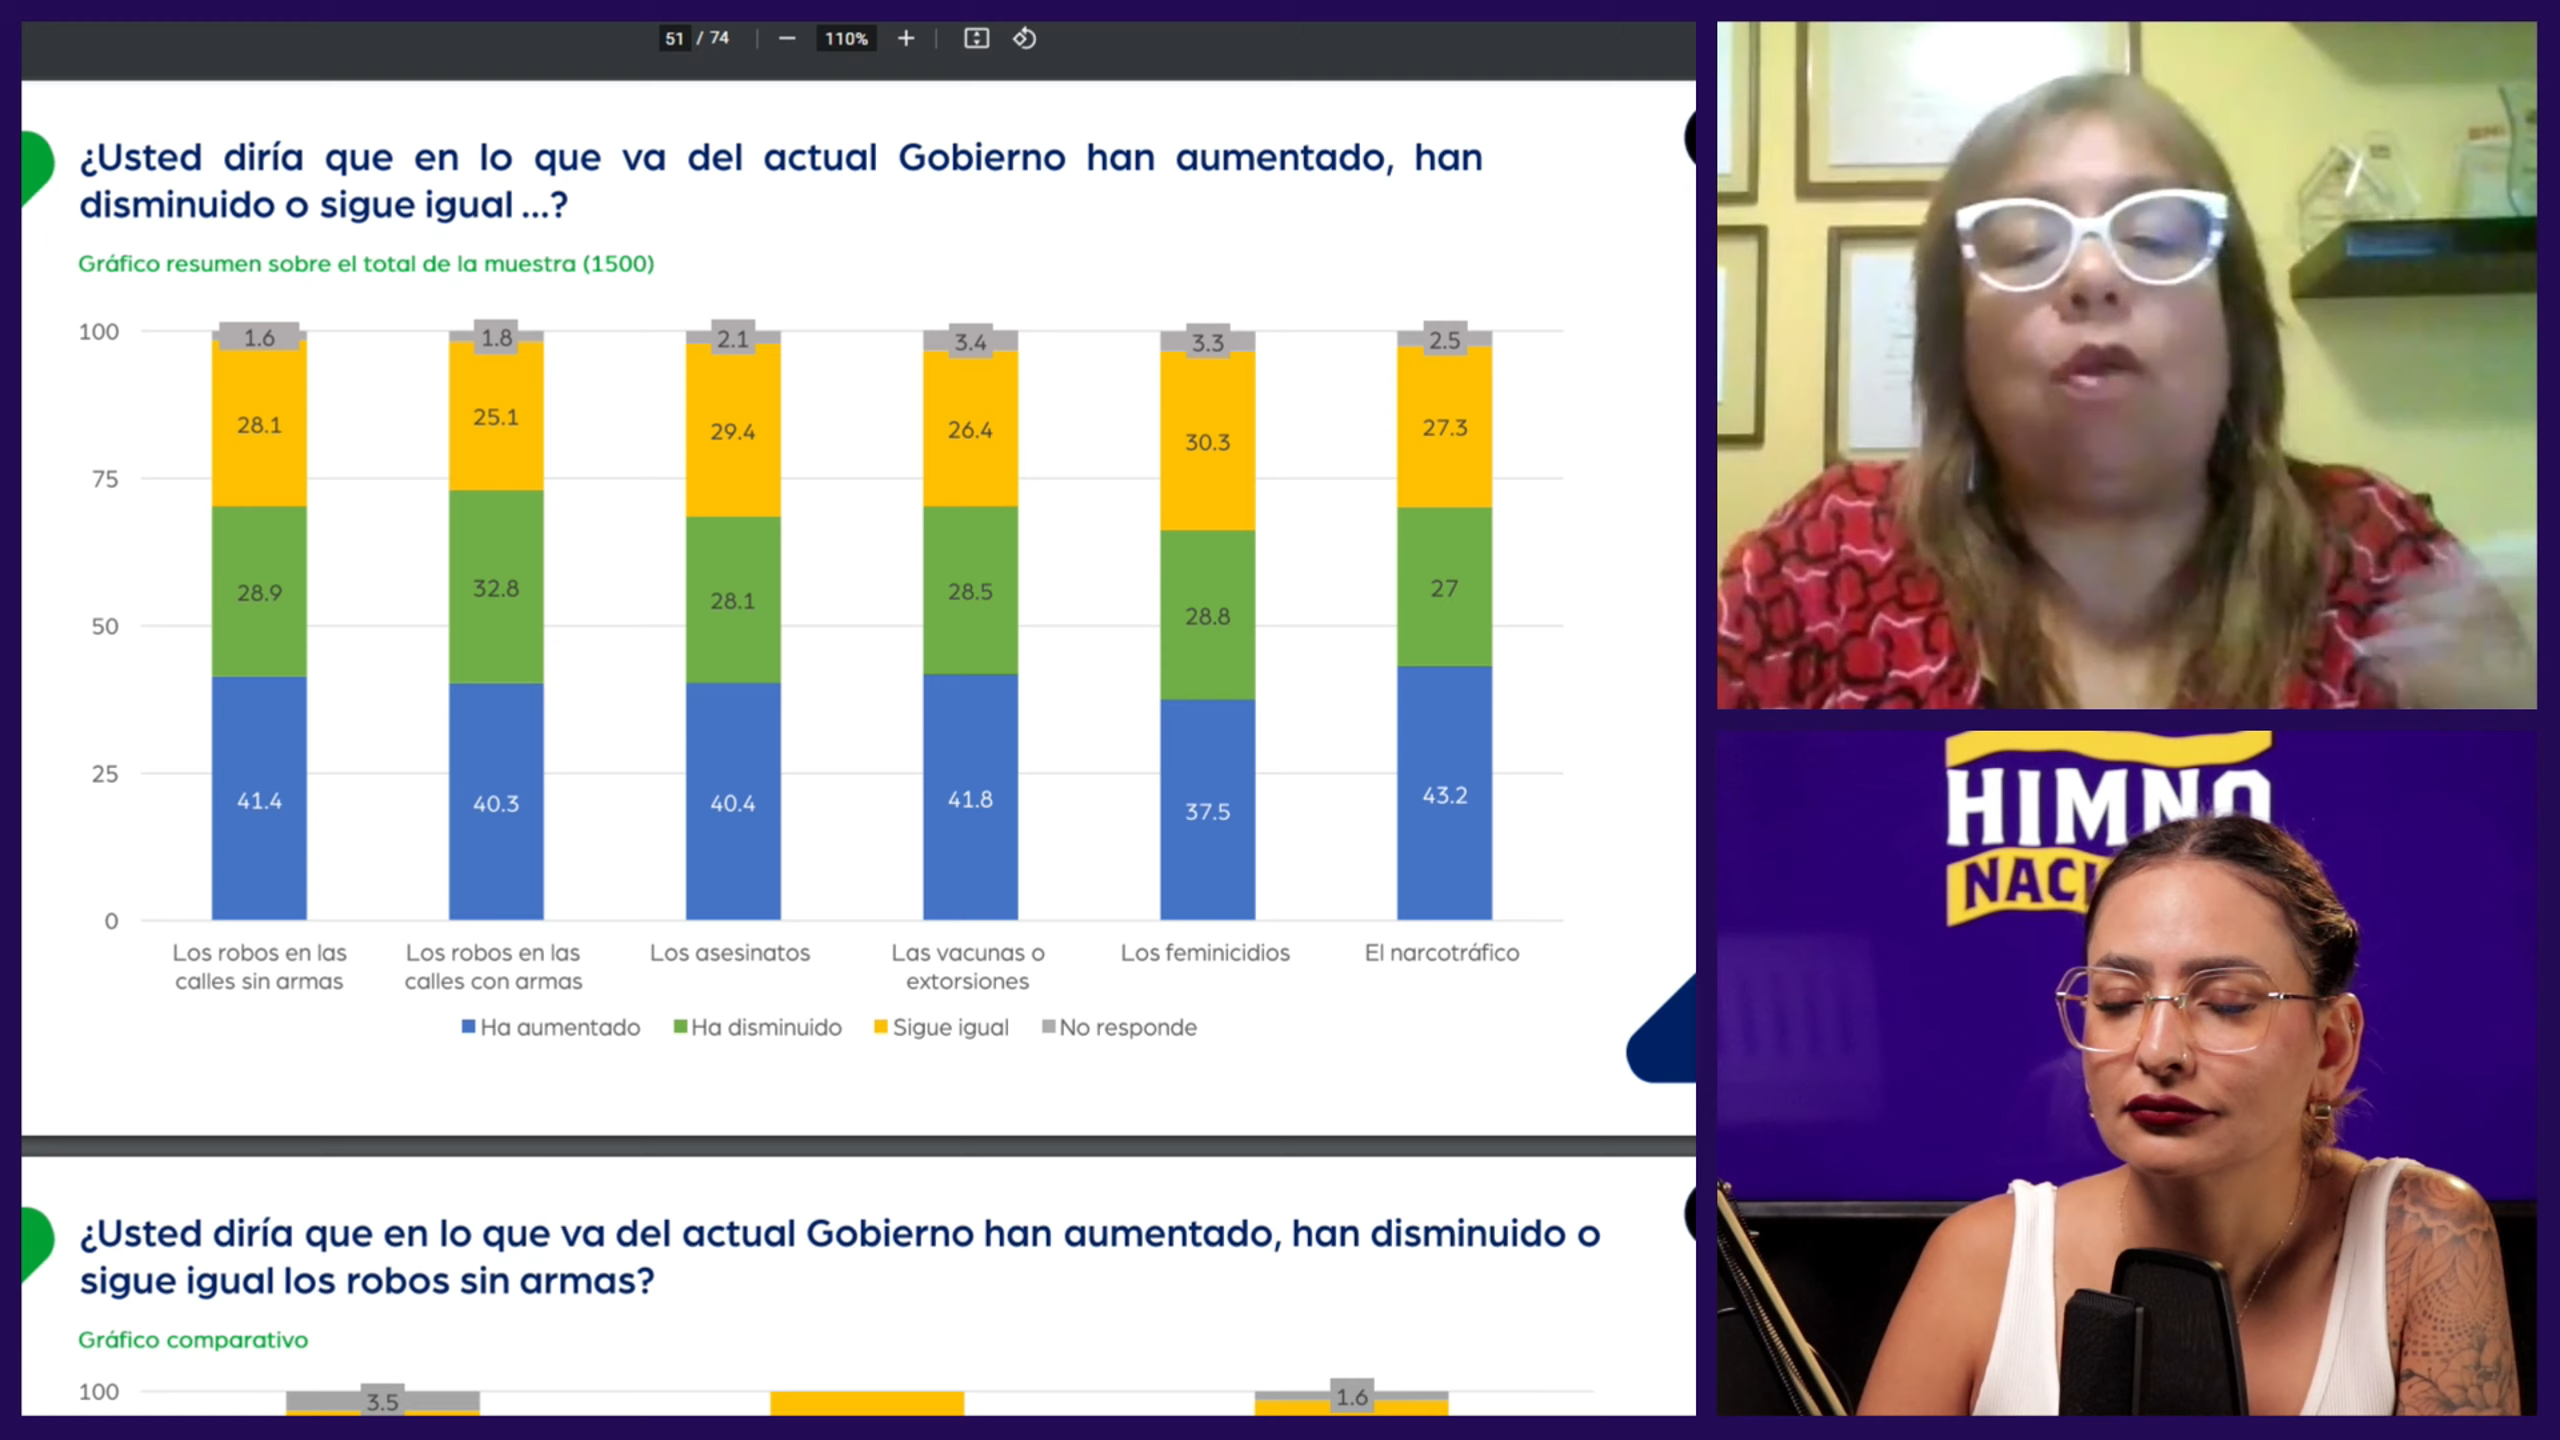 51 / 74
110%
¿Usted diría que en lo que va del actual Gobierno han aumentado, han
disminuido o sigue igual ...?
Gráfico resumen sobre el total de la muestra (1500)
100
75
50
25
0
1.6
1.8
2.1
3.4
3.3
2.5
28.1
25.1
29.4
26.4
30.3
27.3
28.9
32.8
28.1
28.5
28.8
27
41.4
40.3
40.4
41.8
37.5
43.2
Los robos en las
calles sin armas
Los robos en las
calles con armas
Los asesinatos
Las vacunas o
extorsiones
Los feminicidios
El narcotráfico
Ha aumentado
Ha disminuido
Sigue igual
No responde
¿Usted diría que en lo que va del actual Gobierno han aumentado, han disminuido o
sigue igual los robos sin armas?
Gráfico comparativo
100
3.5
1.6
HIMNO
NACI